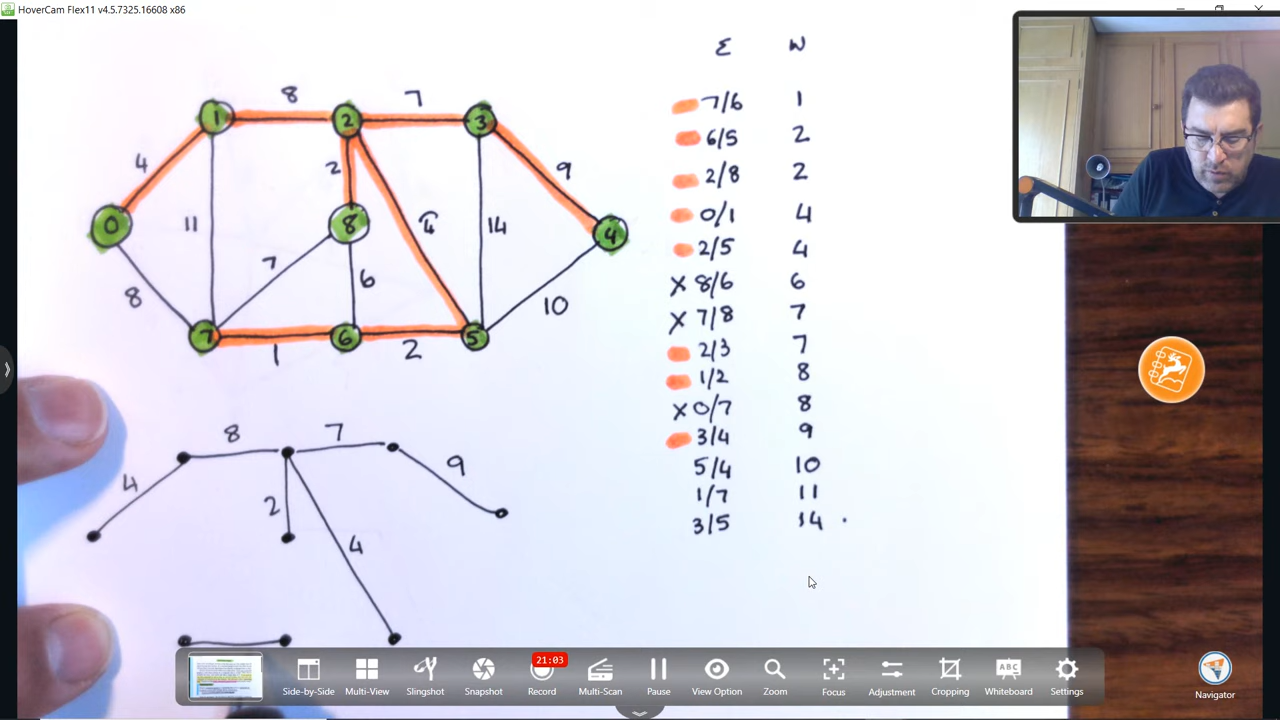 HoverCam Flex11 v4.5.7325.16608 x86
E W
7/6 1
6/5 2
2/8 2
0/1 4
2/5 4
x 8/6 6
x 7/8 7
2/3 7
1/2 8
x 0/7 8
3/4 9
5/4 10
1/7 11
3/5 14 .
8 7
1 2 3
4 2 9
0 11 8 4 14 4
7 6
8 10
7 6 5
1 2
8 7
4 2 9
4
Side-by-Side Multi-View Slingshot Snapshot 21:03 Record Multi-Scan Pause View Option Zoom Focus Adjustment Cropping ABC Whiteboard Settings
Navigator